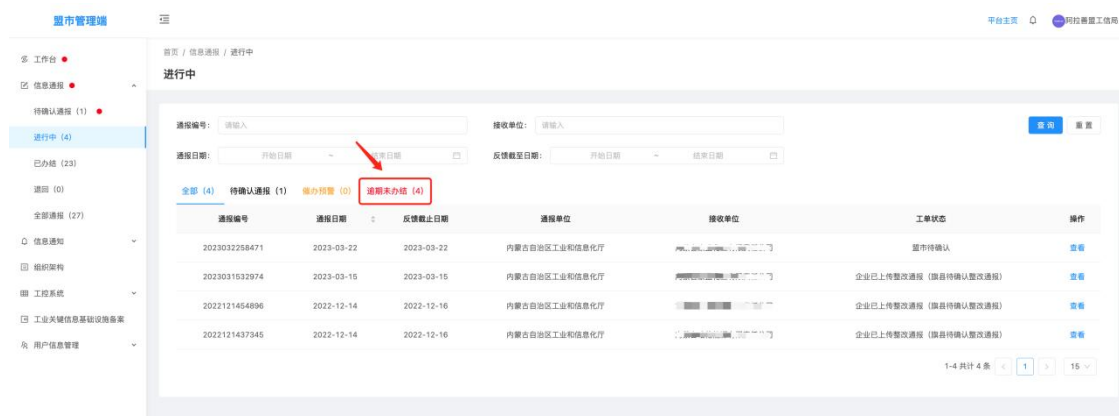 盟市管理端
平台主页
阿拉善盟工信局
工作台
信息通报
待确认通报（1）
进行中（4）
已办结（23）
退回（0）
全部通报（27）
信息通知
组织架构
工控系统
工业关键信息基础设施备案
用户信息管理
首页 / 信息通报 / 进行中
进行中
通报编号： 请输入 接收单位： 请输入 查询 重置
通报日期： 开始日期 ~ 结束日期 反馈截至日期： 开始日期 ~ 结束日期
全部（4） 待确认通报（1） 催办预警（0） 逾期未办结（4）
通报编号 通报日期 反馈截止日期 通报单位 接收单位 工单状态 操作
2023032258471 2023-03-22 2023-03-22 内蒙古自治区工业和信息化厅 盟市待确认 查看
2023031532974 2023-03-15 2023-03-15 内蒙古自治区工业和信息化厅 企业已上传整改通报（旗县待确认整改通报） 查看
2022121454896 2022-12-14 2022-12-16 内蒙古自治区工业和信息化厅 企业已上传整改通报（旗县待确认整改通报） 查看
2022121437345 2022-12-14 2022-12-16 内蒙古自治区工业和信息化厅 企业已上传整改通报（旗县待确认整改通报） 查看
1-4 共计 4 条 < 1 > 15